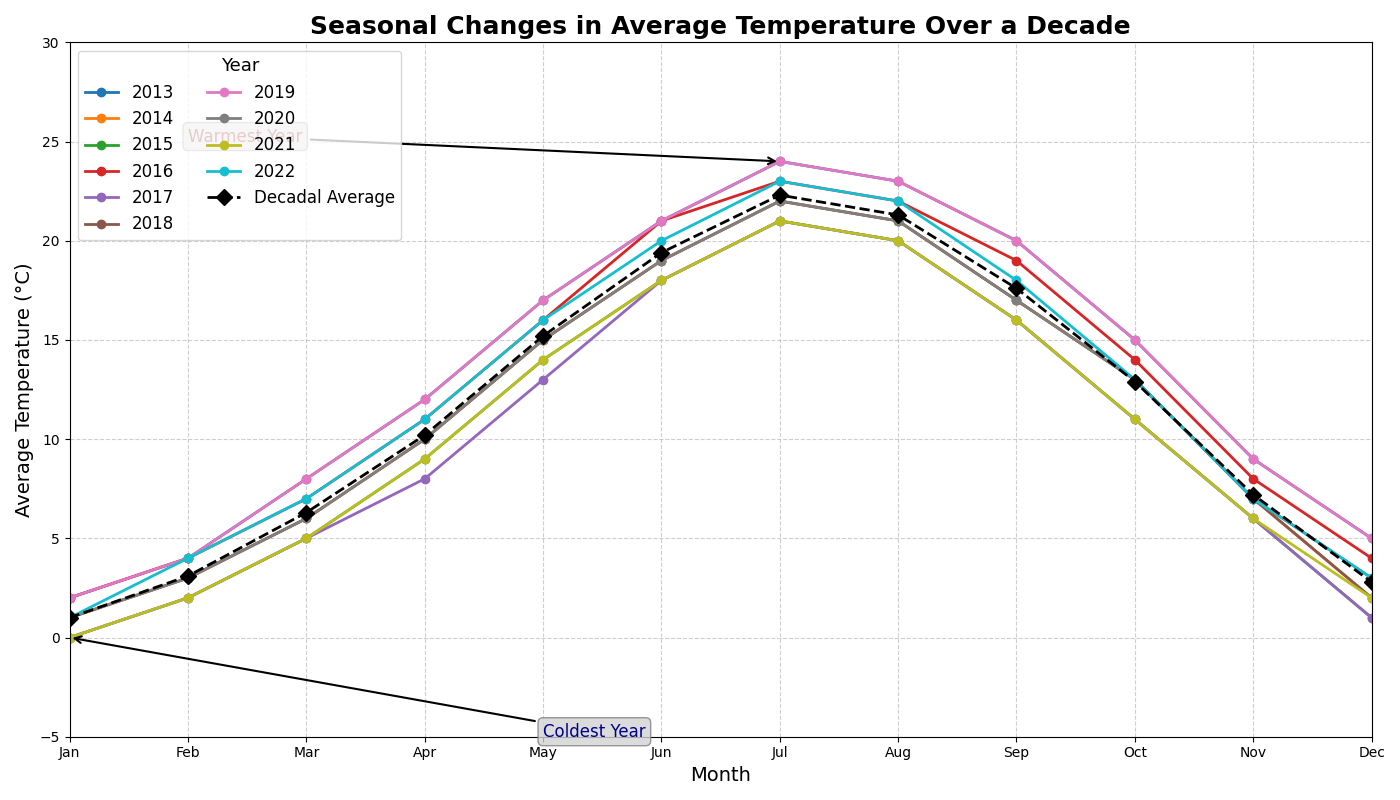 Seasonal Changes in Average Temperature Over a Decade
Average Temperature (°C)
30
25
20
15
10
5
0
−5
Year
2013
2014
2015
2016
2017
2018
2019
2020
2021
2022
Decadal Average
Warmest Year
Coldest Year
Jan
Feb
Mar
Apr
May
Jun
Jul
Aug
Sep
Oct
Nov
Dec
Month